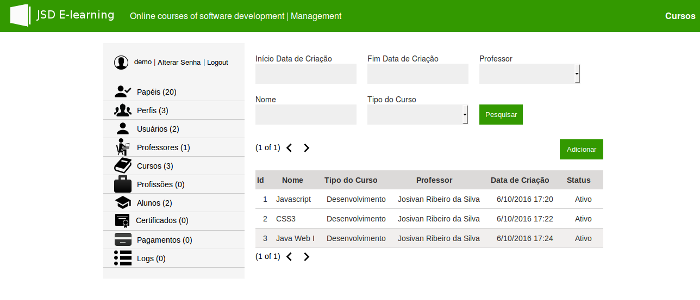 JSD E-learning
Online courses of software development | Management
Cursos
demo | Alterar Senha | Logout
Papéis (20)
Perfis (3)
Usuários (2)
Professores (1)
Cursos (3)
Profissões (0)
Alunos (2)
Certificados (0)
Pagamentos (0)
Logs (0)
Início Data de Criação Fim Data de Criação Professor
Nome Tipo do Curso Pesquisar
(1 of 1)
Adicionar
Id Nome Tipo do Curso Professor Data de Criação Status
1 Javascript Desenvolvimento Josivan Ribeiro da Silva 6/10/2016 17:20 Ativo
2 CSS3 Desenvolvimento Josivan Ribeiro da Silva 6/10/2016 17:22 Ativo
3 Java Web I Desenvolvimento Josivan Ribeiro da Silva 6/10/2016 17:24 Ativo
(1 of 1)